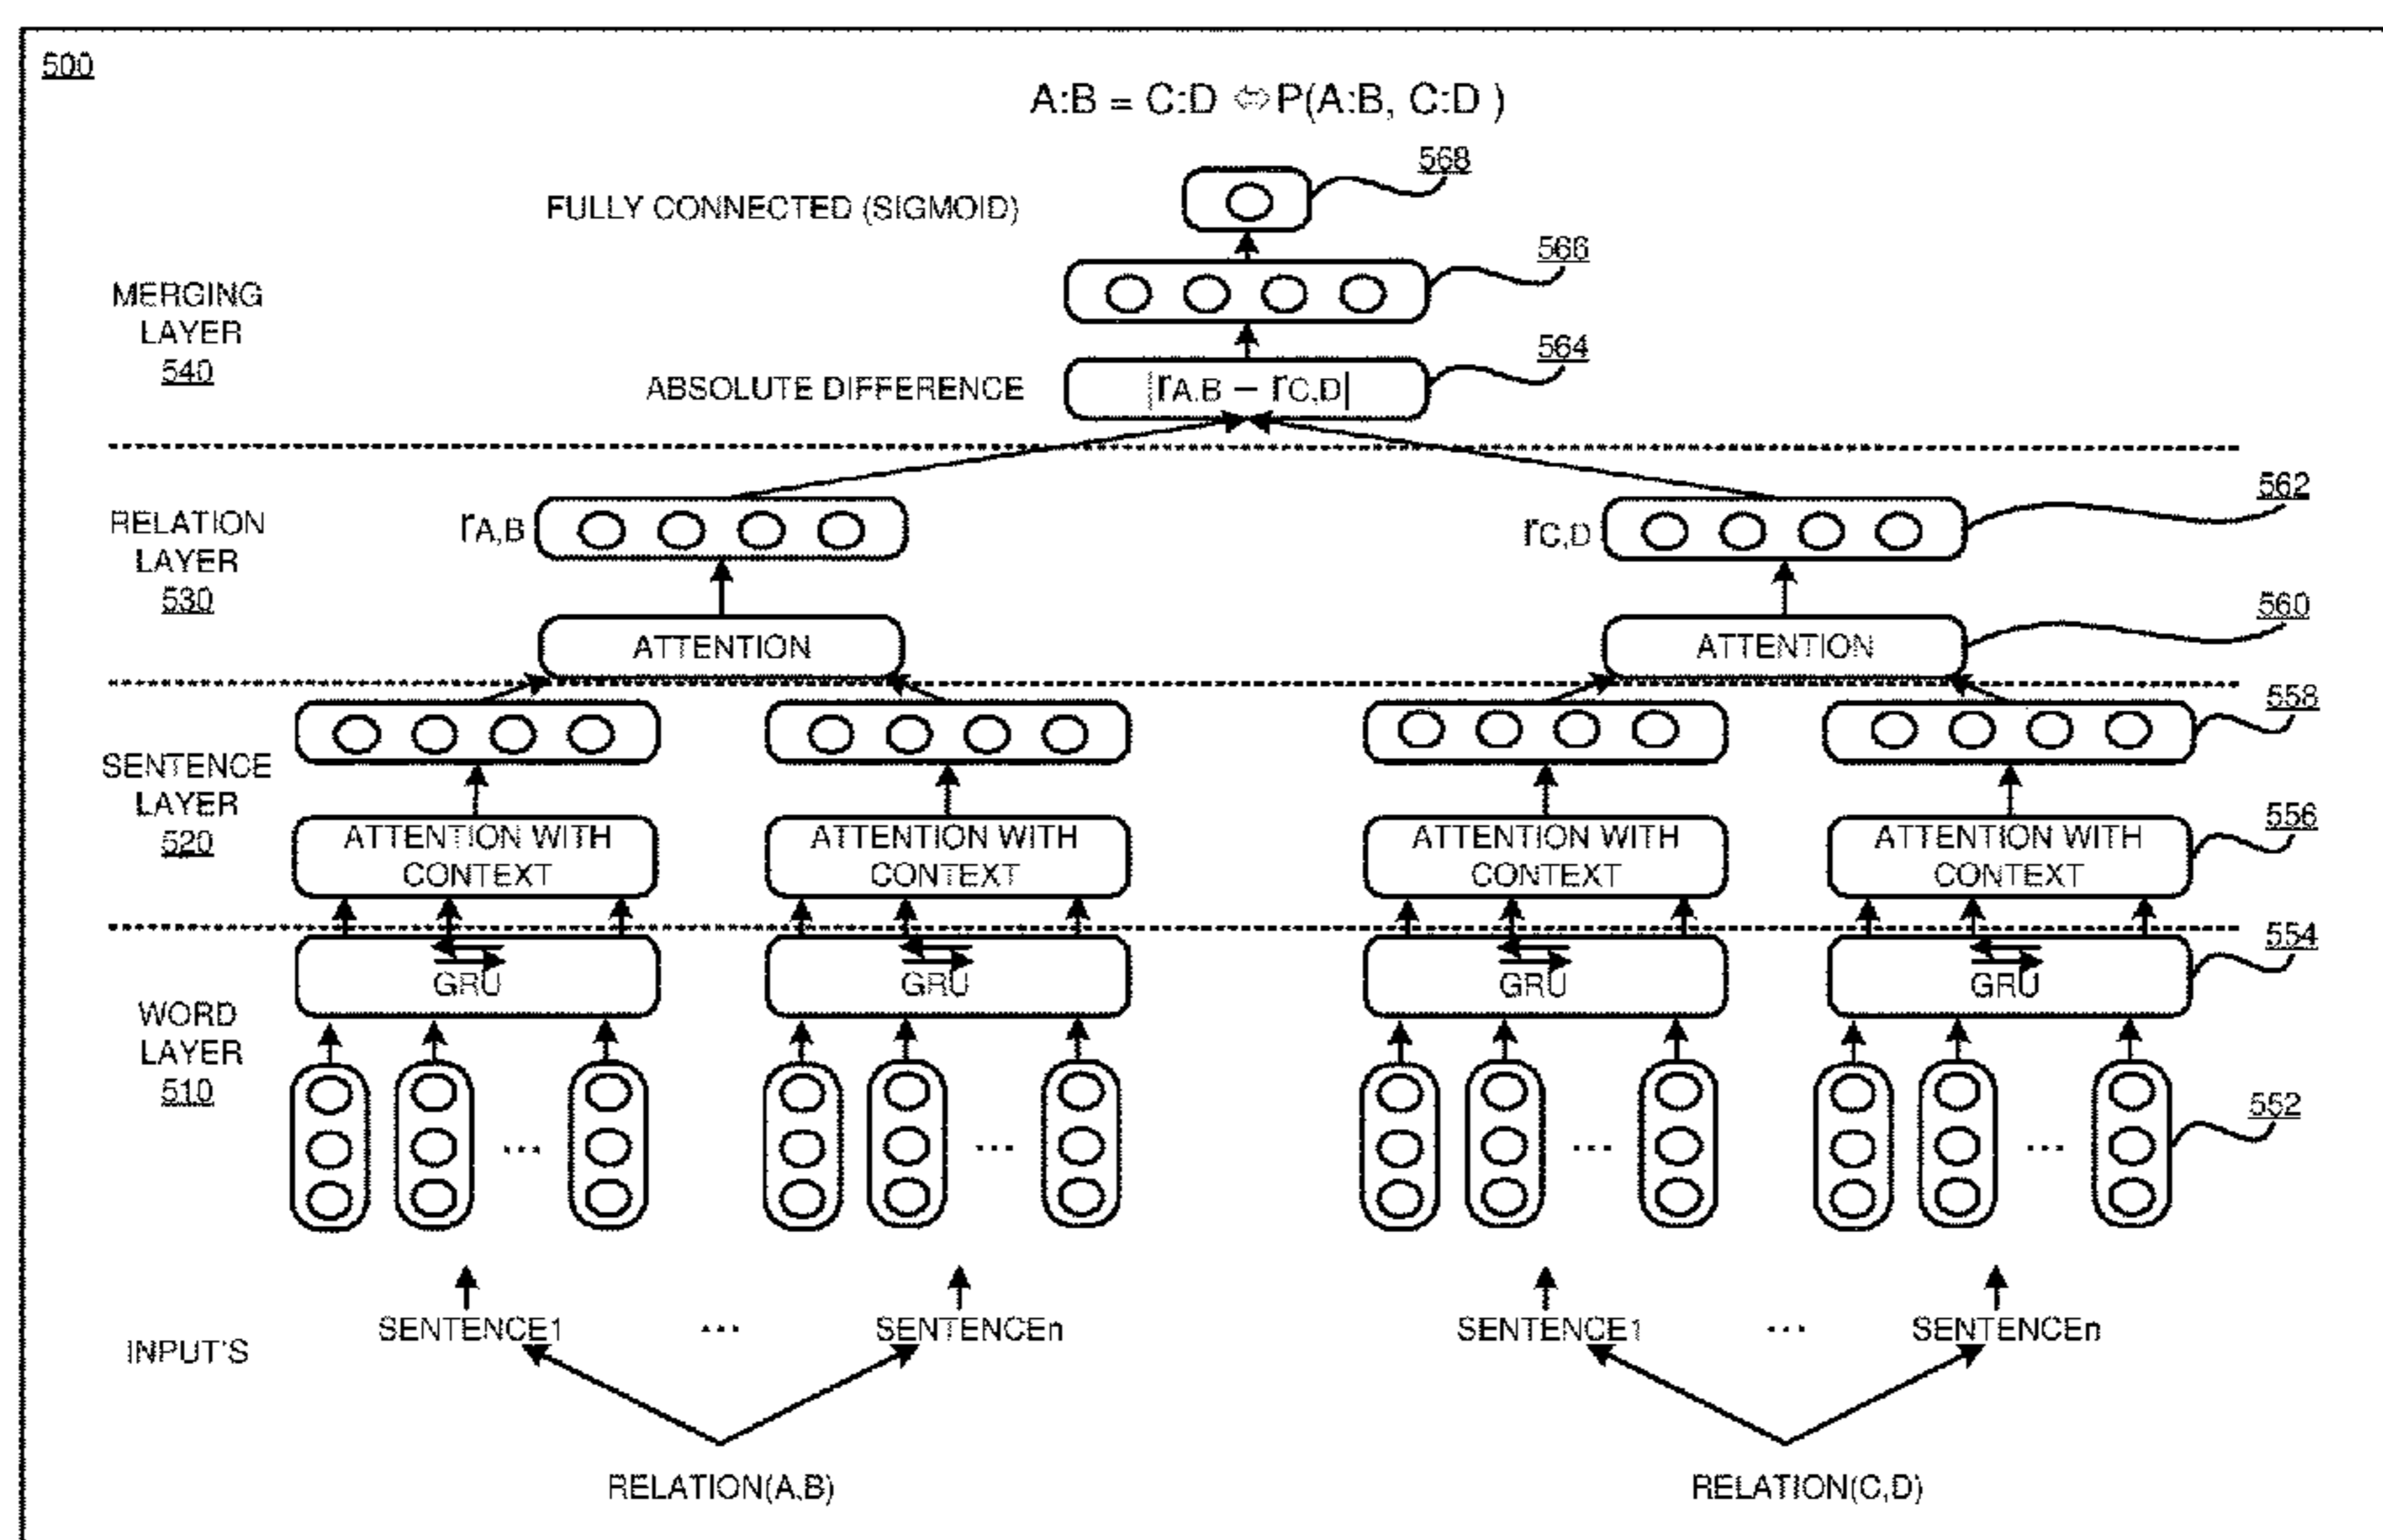 500
A:B = C:D ⇔ P(A:B, C:D )
568
FULLY CONNECTED (SIGMOID)
566
MERGING
LAYER
540
564
ABSOLUTE DIFFERENCE
|rA,B – rC,D|
RELATION
LAYER
530
rA,B
rC,D
562
ATTENTION
ATTENTION
560
SENTENCE
LAYER
520
558
ATTENTION WITH
CONTEXT
ATTENTION WITH
CONTEXT
ATTENTION WITH
CONTEXT
ATTENTION WITH
CONTEXT
556
WORD
LAYER
510
GRU
GRU
GRU
GRU
554
...
...
...
...
552
INPUT'S
SENTENCE1 ... SENTENCEn
SENTENCE1 ... SENTENCEn
RELATION(A,B)
RELATION(C,D)